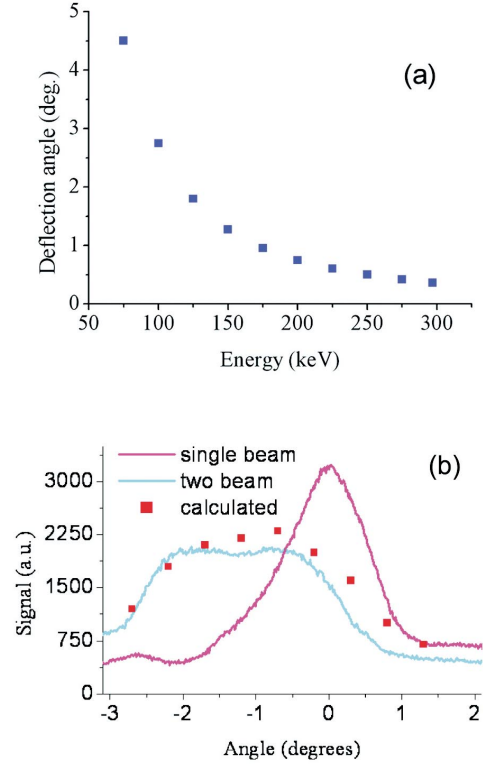 (a)
Deflection angle (deg.)
5
4
3
2
1
0
50 100 150 200 250 300
Energy (keV)
(b)
single beam
two beam
calculated
Signal (a.u.)
3000
2250
1500
750
0
-3 -2 -1 0 1 2
Angle (degrees)